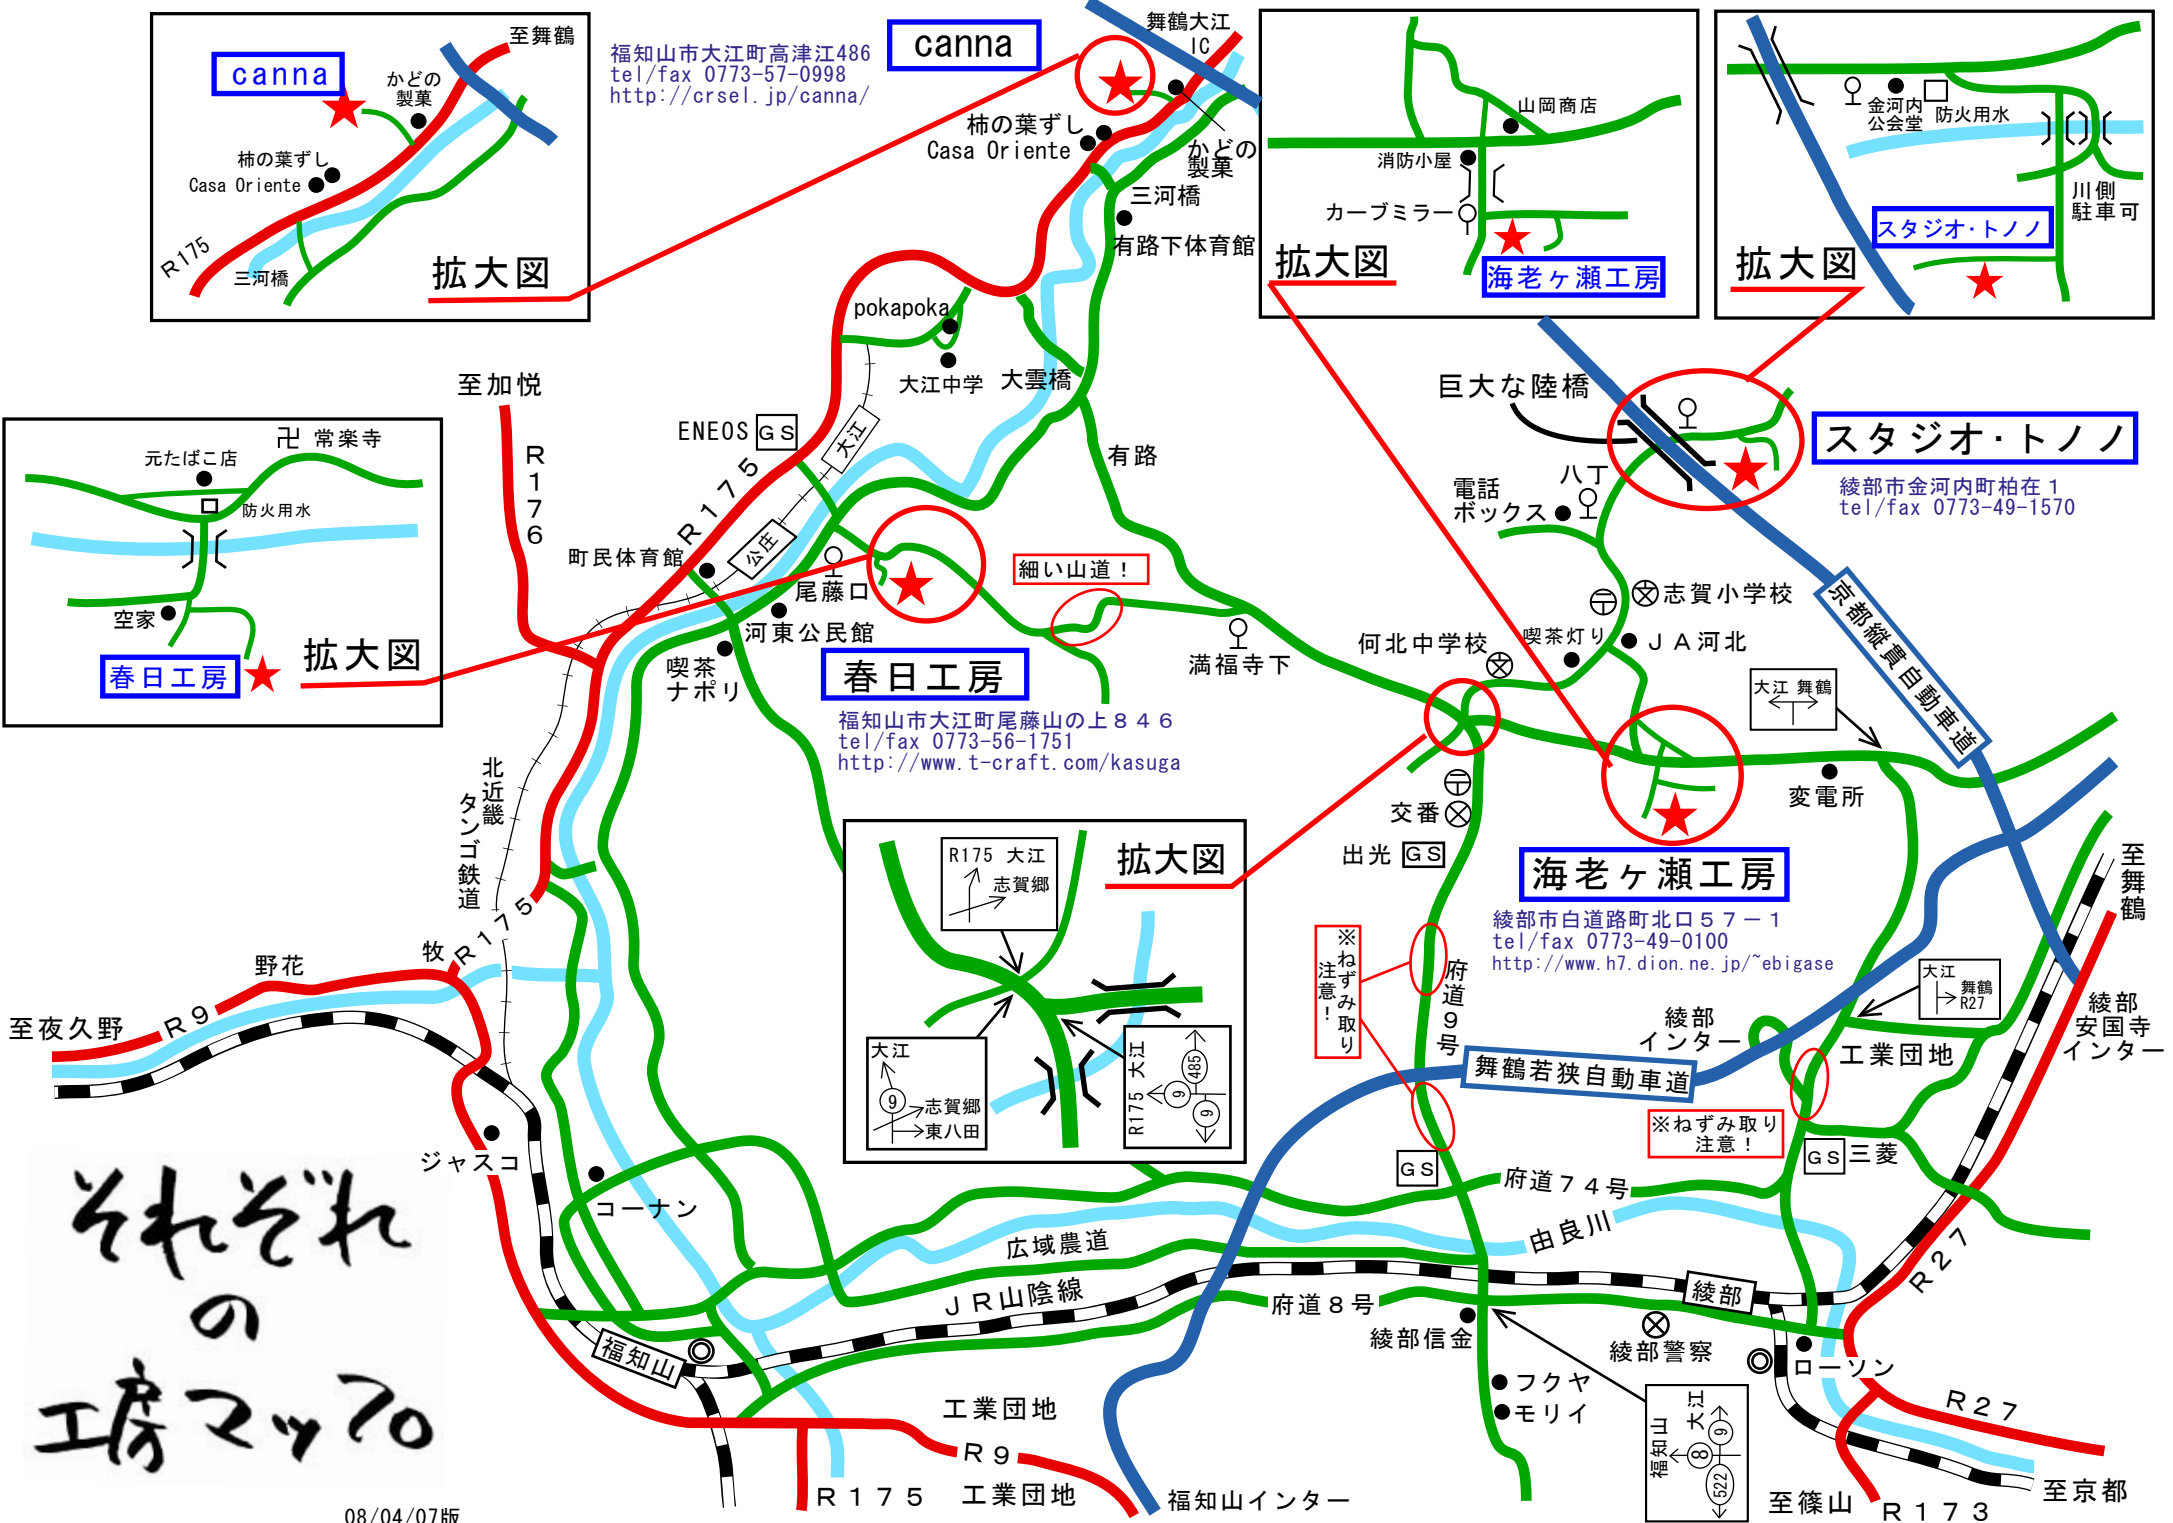 canna
至舞鶴
かどの
製菓
柿の葉ずし
Casa Oriente
R175
三河橋
拡大図
福知山市大江町高津江486
tel/fax 0773-57-0998
http://crsel.jp/canna/
canna
舞鶴大江
IC
柿の葉ずし
Casa Oriente
かどの
製菓
三河橋
有路下体育館
山岡商店
消防小屋
カーブミラー
拡大図
海老ヶ瀬工房
金河内
公会堂
防火用水
川側
駐車可
スタジオ・トノノ
拡大図
pokapoka
大江中学
大雲橋
至加悦
R176
ENEOS
GS
大江
R175
公庄
有路
卍 常楽寺
元たばこ店
防火用水
空家
春日工房
拡大図
町民体育館
尾藤口
河東公民館
喫茶
ナポリ
細い山道！
満福寺下
春日工房
福知山市大江町尾藤山の上８４６
tel/fax 0773-56-1751
http://www.t-craft.com/kasuga
巨大な陸橋
八丁
電話
ボックス
スタジオ・トノノ
綾部市金河内町柏在１
tel/fax 0773-49-1570
志賀小学校
何北中学校
喫茶灯り
ＪＡ河北
京都縦貫自動車道
大江 舞鶴
変電所
交番
出光
GS
海老ヶ瀬工房
綾部市白道路町北口５７－１
tel/fax 0773-49-0100
http://www.h7.dion.ne.jp/~ebigase
北近畿
タンゴ鉄道
R175 大江
志賀郷
拡大図
大江
9
志賀郷
東八田
R175 大江
485
9
9
※ねずみ取り
注意！
府道９号
至舞鶴
R175
牧
野花
R9
至夜久野
大江
舞鶴
R27
綾部
安国寺
インター
綾部
インター
工業団地
舞鶴若狭自動車道
※ねずみ取り
注意！
GS
三菱
GS
ジャスコ
コーナン
府道７４号
由良川
広域農道
ＪＲ山陰線
府道８号
綾部
R27
福知山
綾部信金
綾部警察
ローソン
フクヤ
モリイ
福知山
大江
9
8
522
R27
工業団地
R9
工業団地
R175
福知山インター
至篠山
R173
至京都
それぞれ
の
工房マップ
08/04/07版